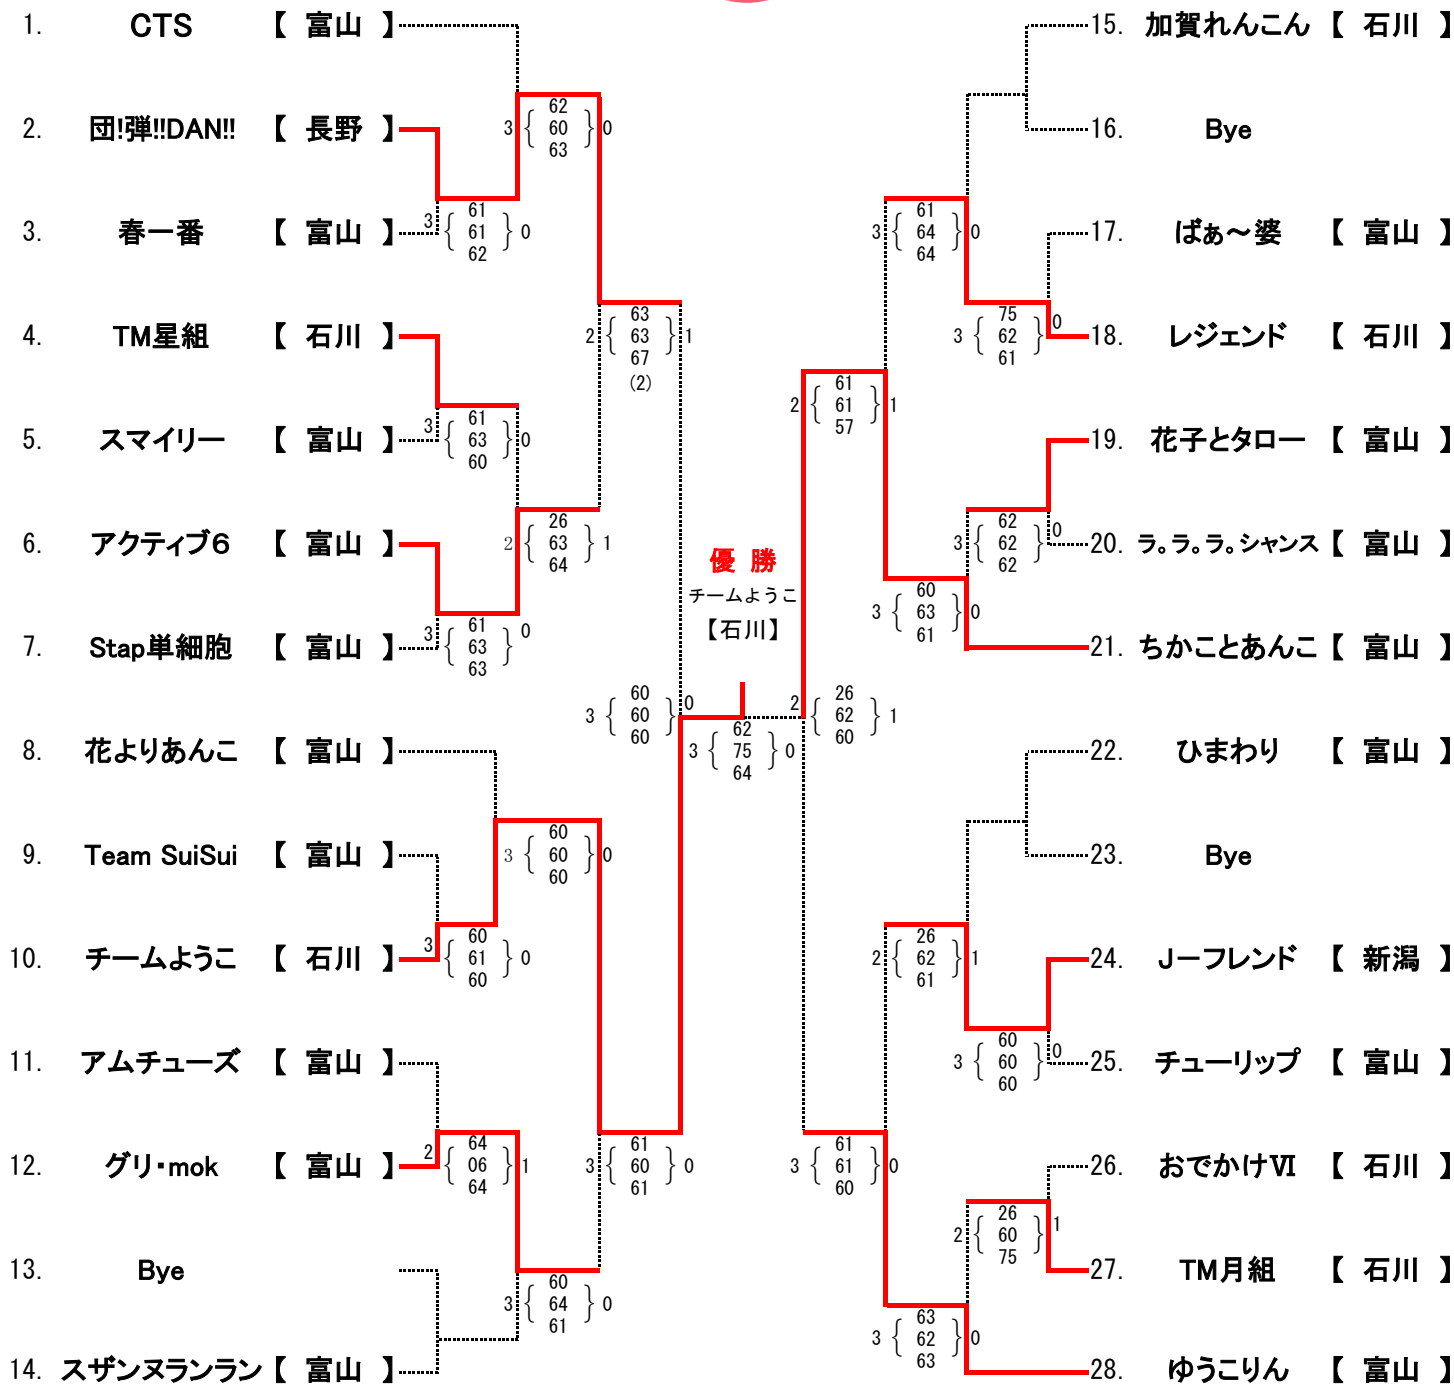 1. CTS 【 富山 】
2. 団!弾!!DAN!! 【 長野 】
3. 春一番 【 富山 】
4. TM星組 【 石川 】
5. スマイリー 【 富山 】
6. アクティブ6 【 富山 】
7. Stap単細胞 【 富山 】
8. 花よりあんこ 【 富山 】
9. Team SuiSui 【 富山 】
10. チームようこ 【 石川 】
11. アムチューズ 【 富山 】
12. グリ・mok 【 富山 】
13. Bye
14. スザンヌランラン 【 富山 】
3 { 62 60 63 } 0
3 { 61 61 62 } 0
2 { 63 63 67 (2) } 1
3 { 61 63 60 } 0
2 { 26 63 64 } 1
3 { 61 63 63 } 0
3 { 60 60 60 } 0
3 { 60 60 60 } 0
3 { 60 61 60 } 0
2 { 64 06 64 } 1
3 { 61 60 61 } 0
3 { 60 64 61 } 0
優 勝
チームようこ
【石川】
3 { 62 75 64 } 0
3 { 61 64 64 } 0
3 { 75 62 61 } 0
2 { 61 61 57 } 1
3 { 62 62 62 } 0
3 { 60 63 61 } 0
2 { 26 62 60 } 1
2 { 26 62 61 } 1
3 { 60 60 60 } 0
3 { 61 61 60 } 0
2 { 26 60 75 } 1
3 { 63 62 63 } 0
15. 加賀れんこん 【 石川 】
16. Bye
17. ばぁ～婆 【 富山 】
18. レジェンド 【 石川 】
19. 花子とタロー 【 富山 】
20. ラ。ラ。ラ。シャンス 【 富山 】
21. ちかことあんこ 【 富山 】
22. ひまわり 【 富山 】
23. Bye
24. J－フレンド 【 新潟 】
25. チューリップ 【 富山 】
26. おでかけⅥ 【 石川 】
27. TM月組 【 石川 】
28. ゆうこりん 【 富山 】